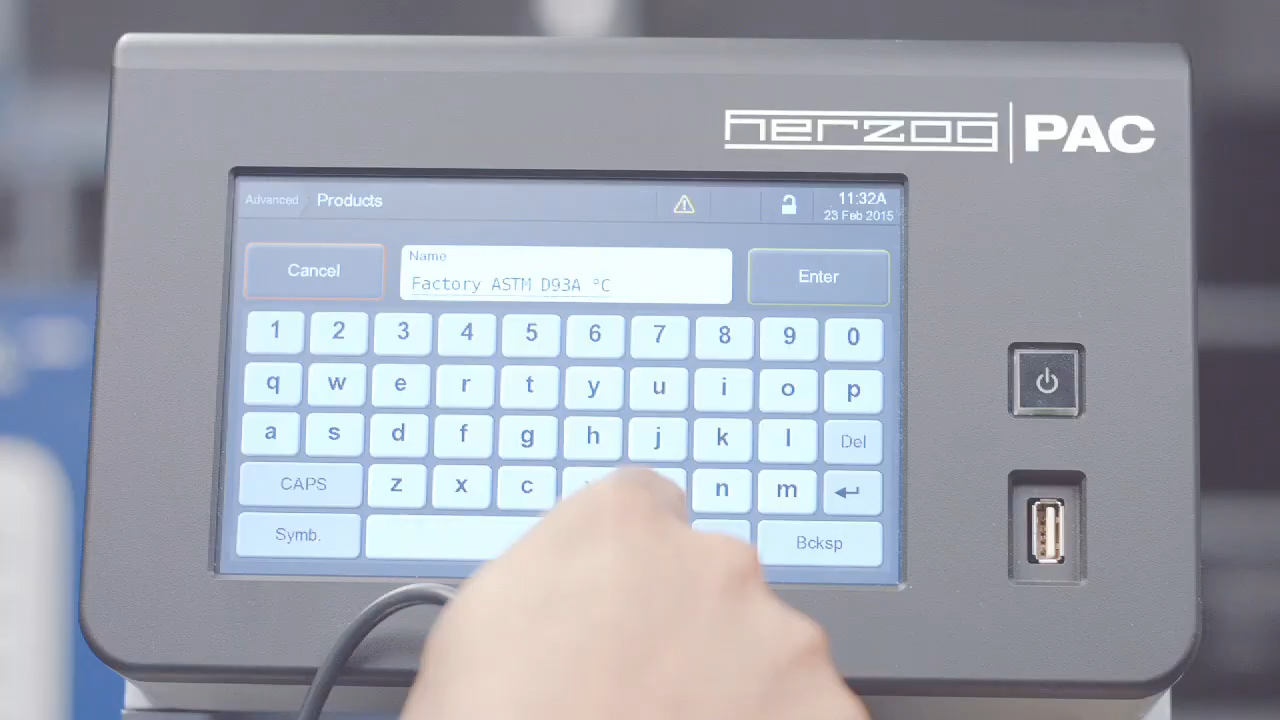 herzog PAC
Advanced Products 11:32A
23 Feb 2015
Cancel
Name
Factory ASTM D93A °C
Enter
1 2 3 4 5 6 7 8 9 0
q w e r t y u i o p
a s d f g h j k l Del
CAPS z x c n m
Symb. Bcksp